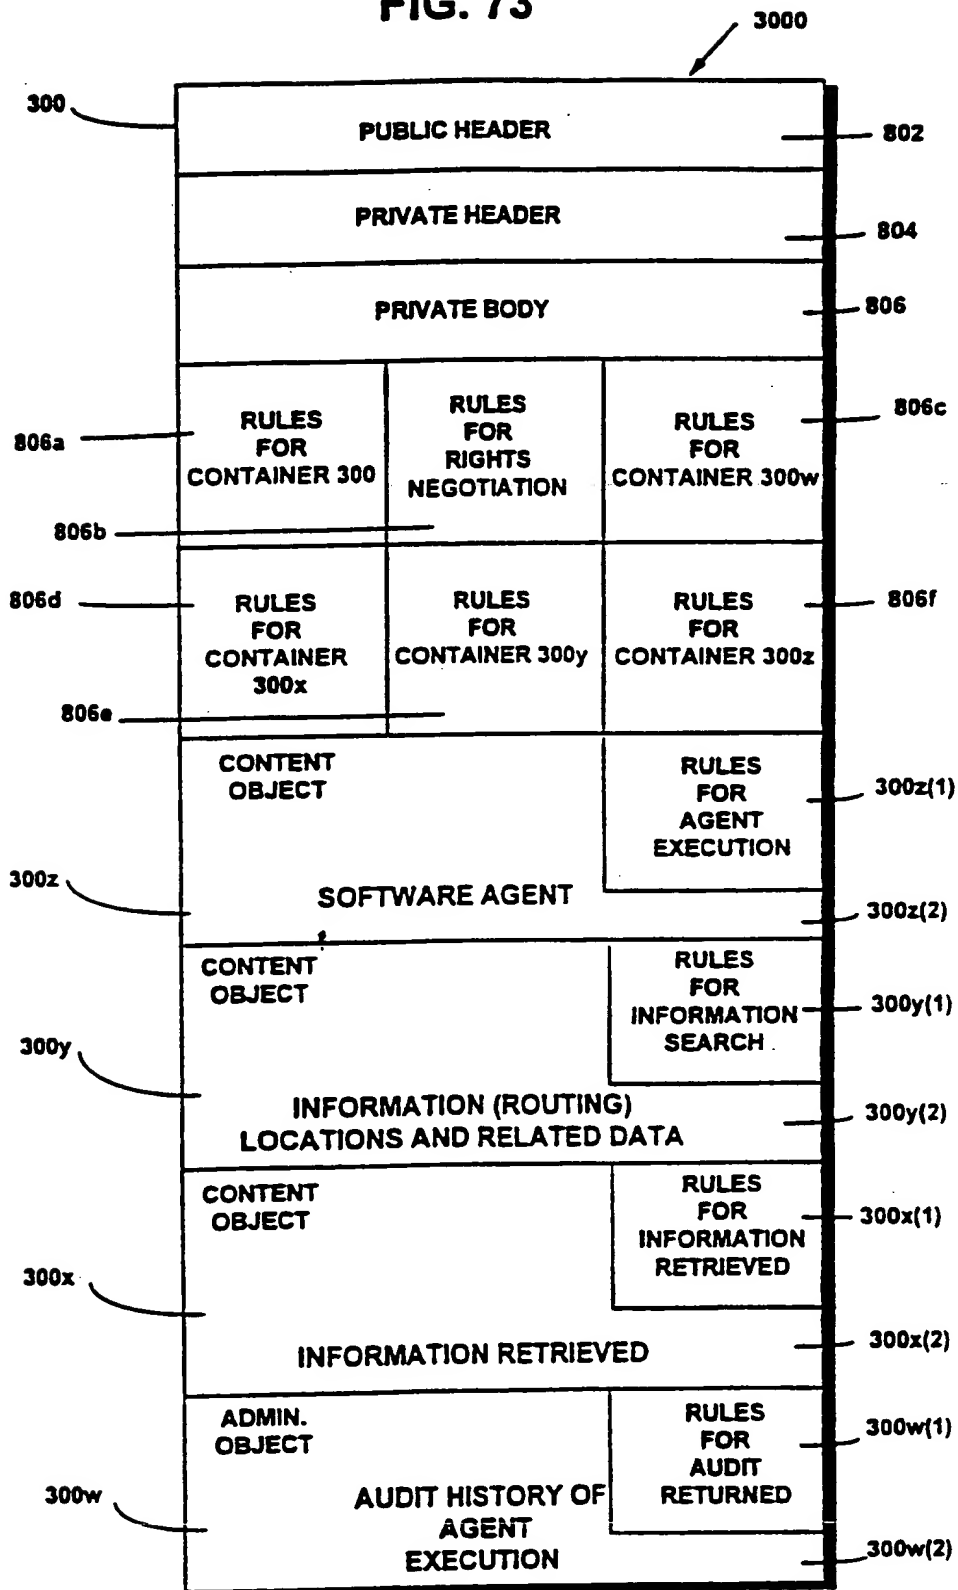 FIG. 73
3000
300
PUBLIC HEADER
802
PRIVATE HEADER
804
PRIVATE BODY
806
806a
RULES
FOR
CONTAINER 300
806b
RULES
FOR
RIGHTS
NEGOTIATION
806c
RULES
FOR
CONTAINER 300w
806d
RULES
FOR
CONTAINER
300x
806e
RULES
FOR
CONTAINER 300y
806f
RULES
FOR
CONTAINER 300z
CONTENT
OBJECT
RULES
FOR
AGENT
EXECUTION
300z(1)
300z
SOFTWARE AGENT
300z(2)
CONTENT
OBJECT
RULES
FOR
INFORMATION
SEARCH
300y(1)
300y
INFORMATION (ROUTING)
LOCATIONS AND RELATED DATA
300y(2)
CONTENT
OBJECT
RULES
FOR
INFORMATION
RETRIEVED
300x(1)
300x
INFORMATION RETRIEVED
300x(2)
ADMIN.
OBJECT
RULES
FOR
AUDIT
RETURNED
300w(1)
300w
AUDIT HISTORY OF
AGENT
EXECUTION
300w(2)